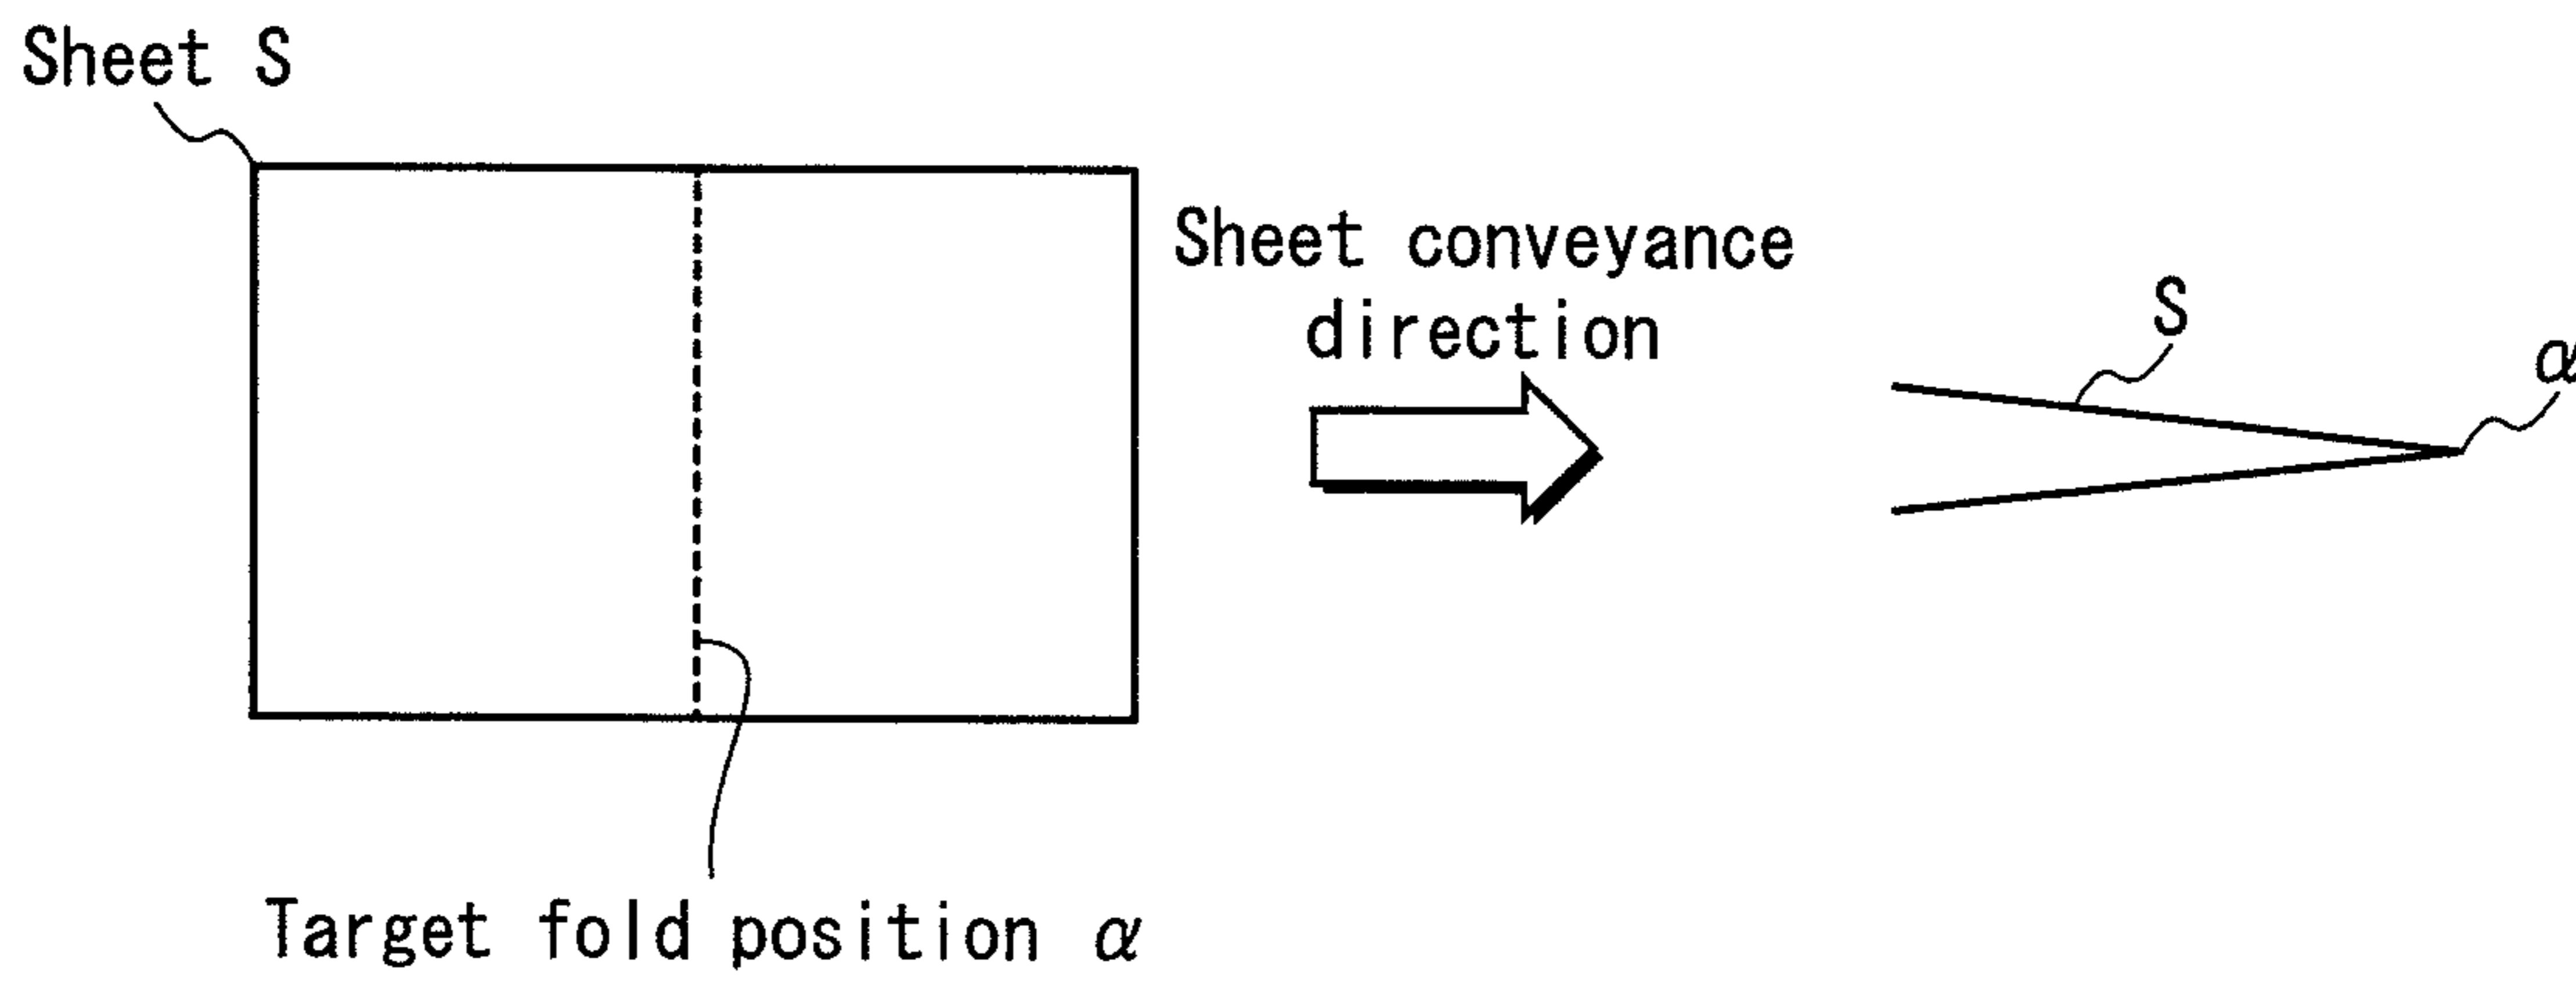 Sheet S
Sheet conveyance
direction
S
α
Target fold position α